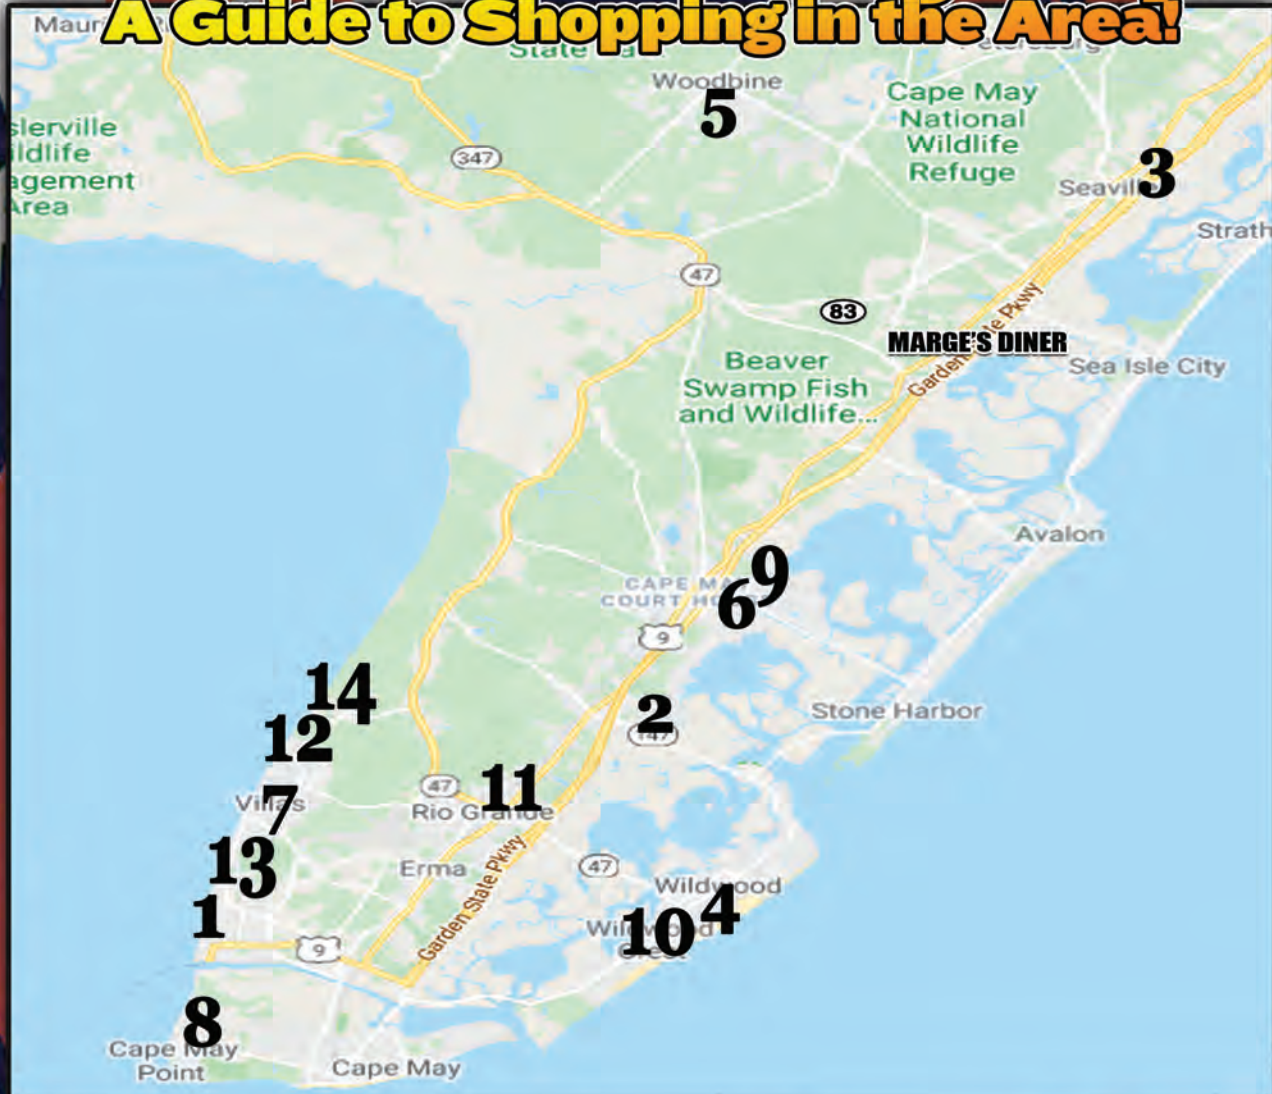 A Guide to Shopping in the Area!
Woodbine
5
Cape May
National
Wildlife
Refuge
347
3
47
83
MARGE'S DINER
Garden State Pkwy
Sea Isle City
Beaver
Swamp Fish
and Wildlife...
Avalon
9
6
9
14
2
147
Stone Harbor
12
47
11
Rio Grande
Villas
7
13
Erma
47
Garden State Pkwy
Wildwood
4
1
10
9
8
Cape May
Point
Cape May